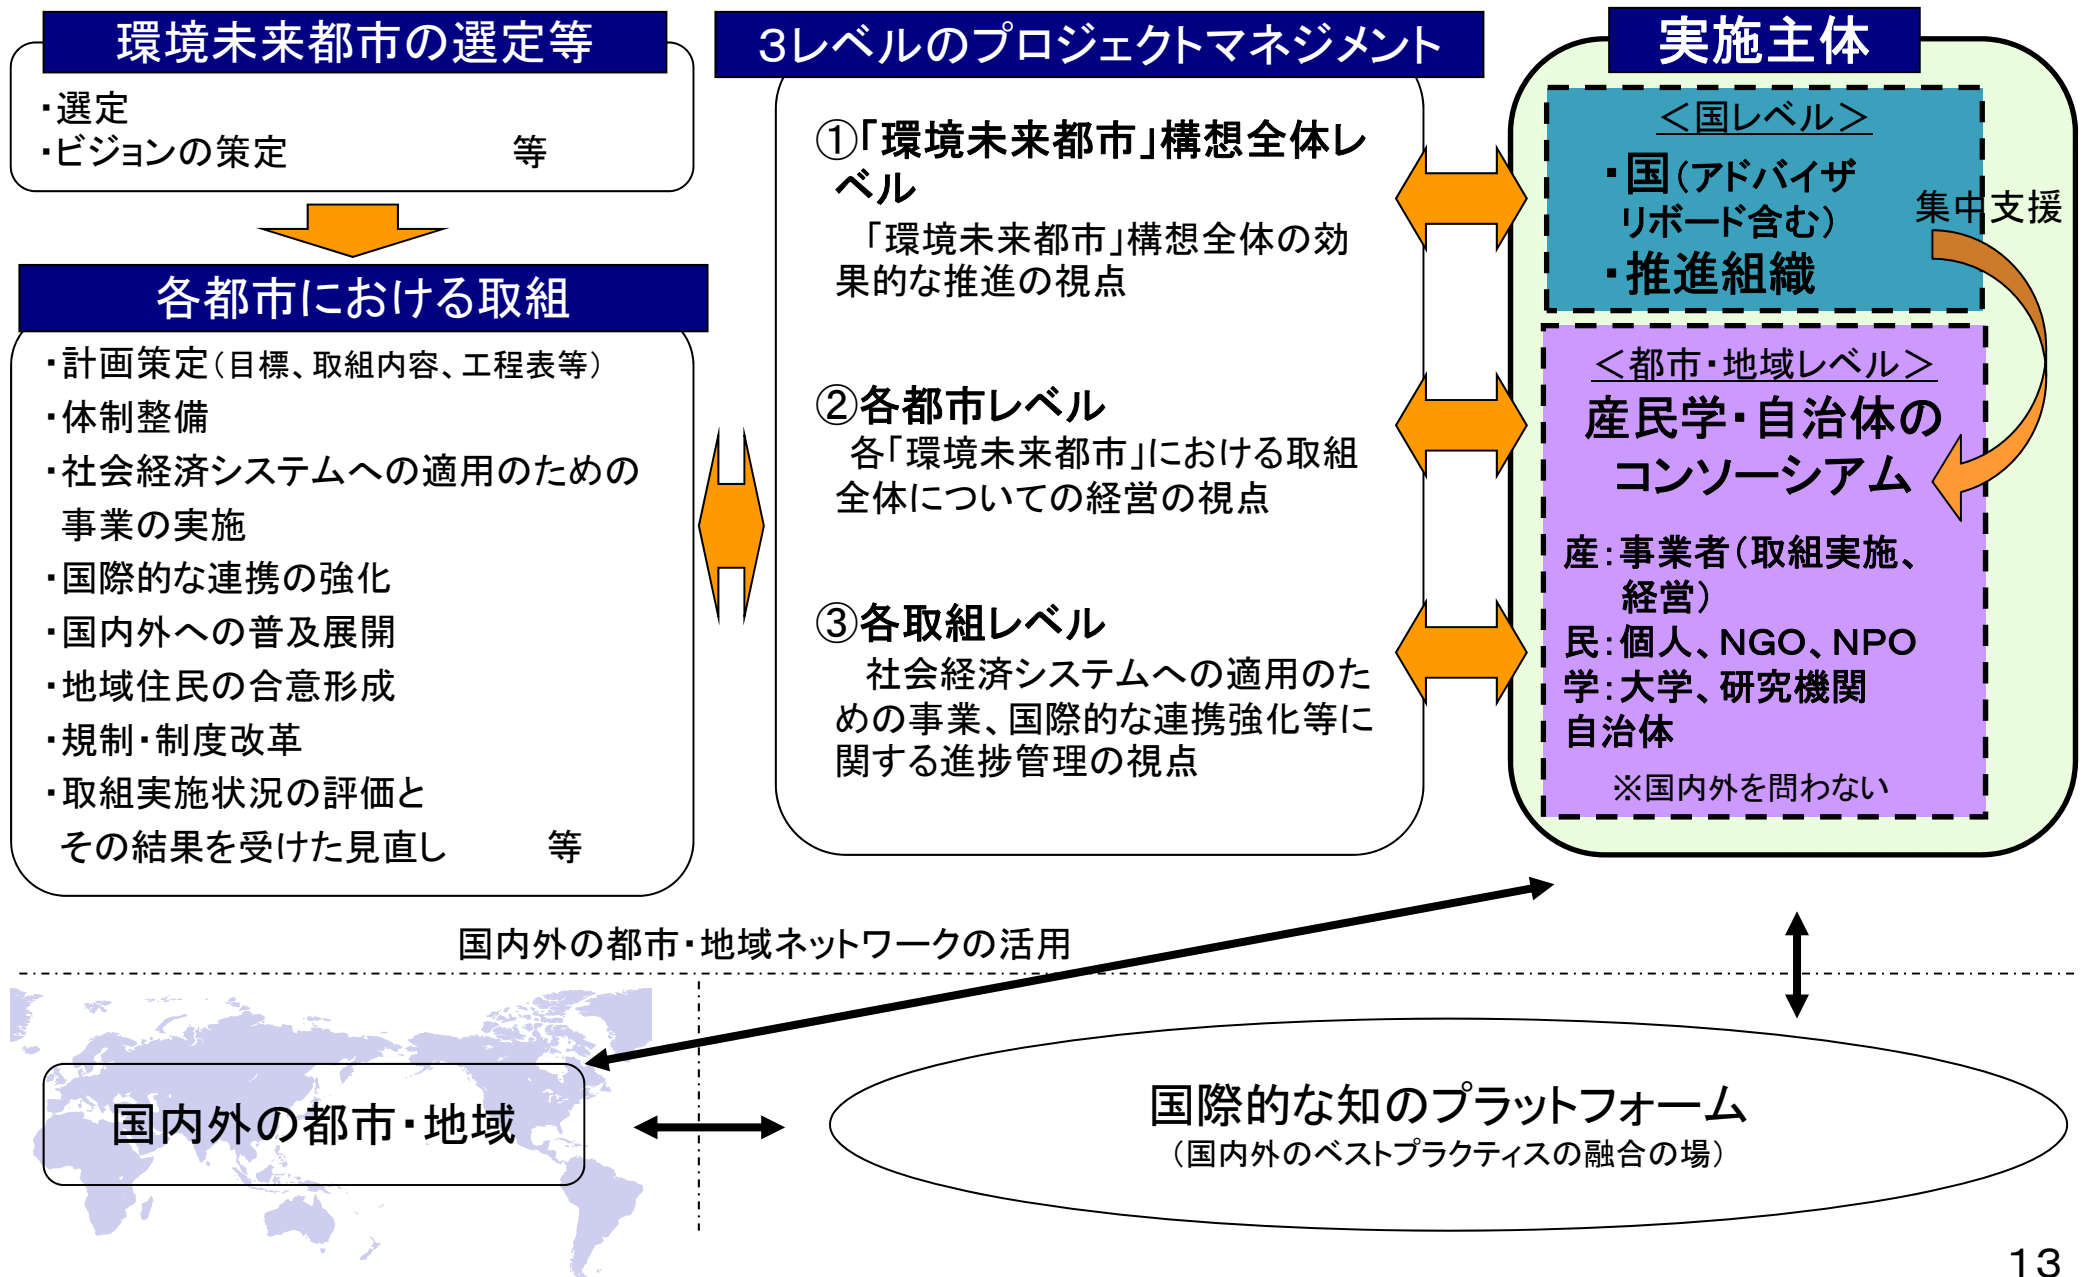 環境未来都市の選定等
・選定
・ビジョンの策定　　　　　　等
各都市における取組
・計画策定（目標、取組内容、工程表等）
・体制整備
・社会経済システムへの適用のための
事業の実施
・国際的な連携の強化
・国内外への普及展開
・地域住民の合意形成
・規制・制度改革
・取組実施状況の評価と
その結果を受けた見直し　　　等
３レベルのプロジェクトマネジメント
①「環境未来都市」構想全体レ
ベル
「環境未来都市」構想全体の効
果的な推進の視点
②各都市レベル
各「環境未来都市」における取組
全体についての経営の視点
③各取組レベル
社会経済システムへの適用のた
めの事業、国際的な連携強化等に
関する進捗管理の視点
実施主体
＜国レベル＞
・国（アドバイザ
リボード含む）
・推進組織
集中支援
＜都市・地域レベル＞
産民学・自治体の
コンソーシアム
産：事業者（取組実施、
経営）
民：個人、ＮＧＯ、ＮＰＯ
学：大学、研究機関
自治体
※国内外を問わない
国内外の都市・地域ネットワークの活用
国内外の都市・地域
国際的な知のプラットフォーム
（国内外のベストプラクティスの融合の場）
１３